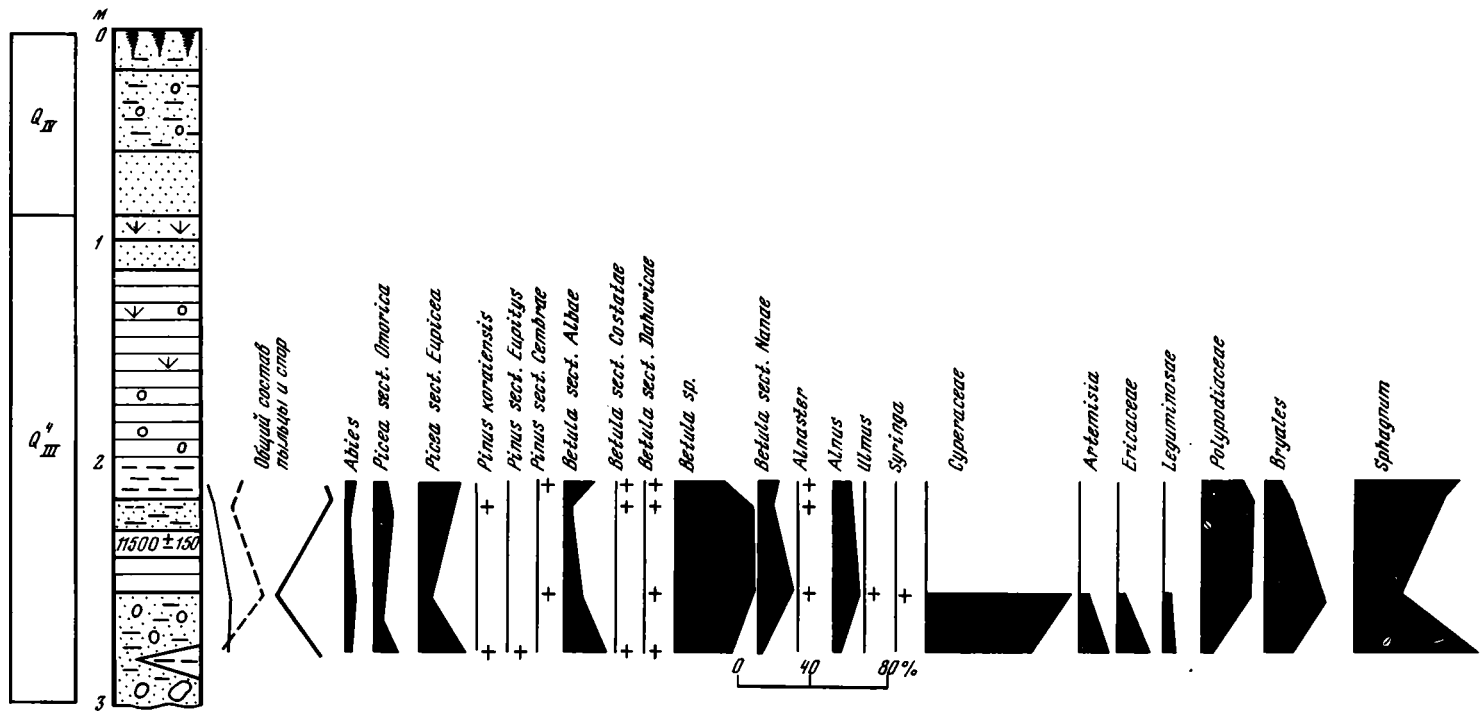 м
0
Q IV
1
Q III 4
2
11500 ± 150
3
Общий состав
пыльцы и спор
Abies
Picea sect. Omorica
Picea sect. Eupicea
Pinus koraiensis
Pinus sect. Eupitys
Pinus sect. Cembrae
Betula sect. Albae
Betula sect. Costatae
Betula sect. Dahuricae
Betula sp.
Betula sect. Nanae
Alnaster
Alnus
Ulmus
Syringa
Cyperaceae
Artemisia
Ericaceae
Leguminosae
Polypodiaceae
Bryales
Sphagnum
0 40 80 %